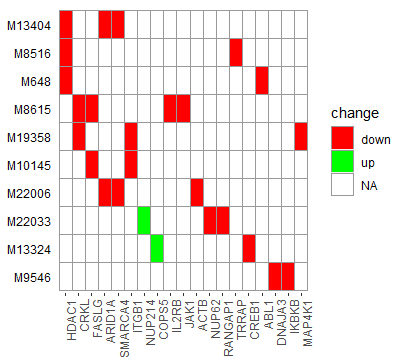 M13404
M8516
M648
M8615
M19358
M10145
M22006
M22033
M13324
M9546
HDAC1
CRKL
FASLG
ARID1A
SMARCA4
ITGB1
NUP214
COPS5
IL2RB
JAK1
ACTB
NUP62
RANGAP1
TRRAP
CREB1
ABL1
DNAJA3
IKBKB
MAP4K1
change
down
up
NA